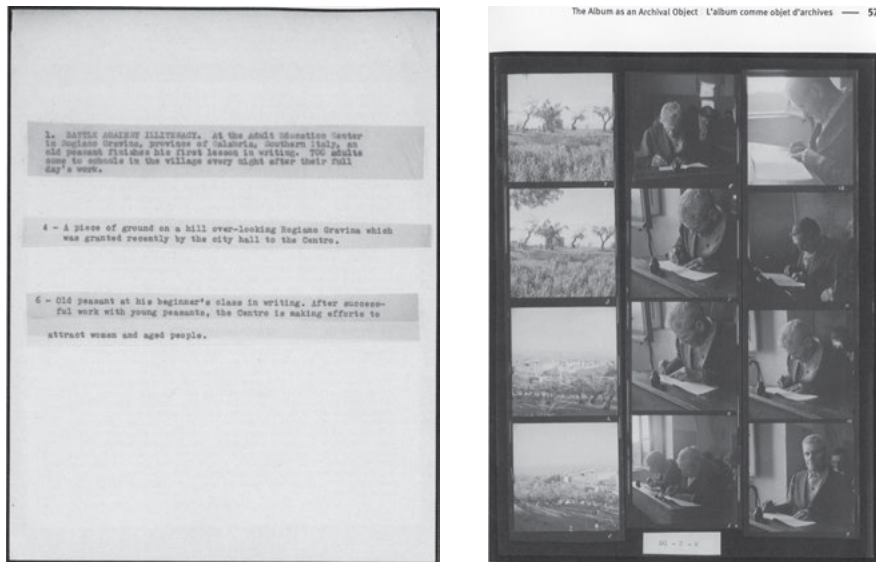 The Album as an Archival Object L'album comme objet d'archives — 57
1. BATTLE AGAINST ILLITERACY. At the Adult Education Center
in Rogiano Gravina, province of Calabria, Southern Italy, an
old peasant finishes his first lesson in writing. 700 adults
come to schools in the village every night after their full
day's work.
4 - A piece of ground on a hill over-looking Rogiano Gravina which
was granted recently by the city hall to the Centro.
6 - Old peasant at his beginner's class in writing. After success-
ful work with young peasants, the Centro is making efforts to
attract women and aged people.